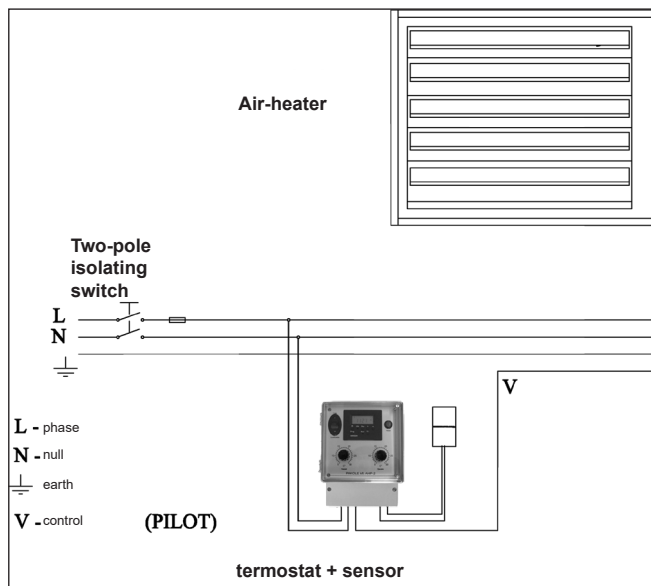 Air-heater
Two-pole
isolating
switch
L
N
V
L - phase
N - null
earth
V - control (PILOT)
termostat + sensor